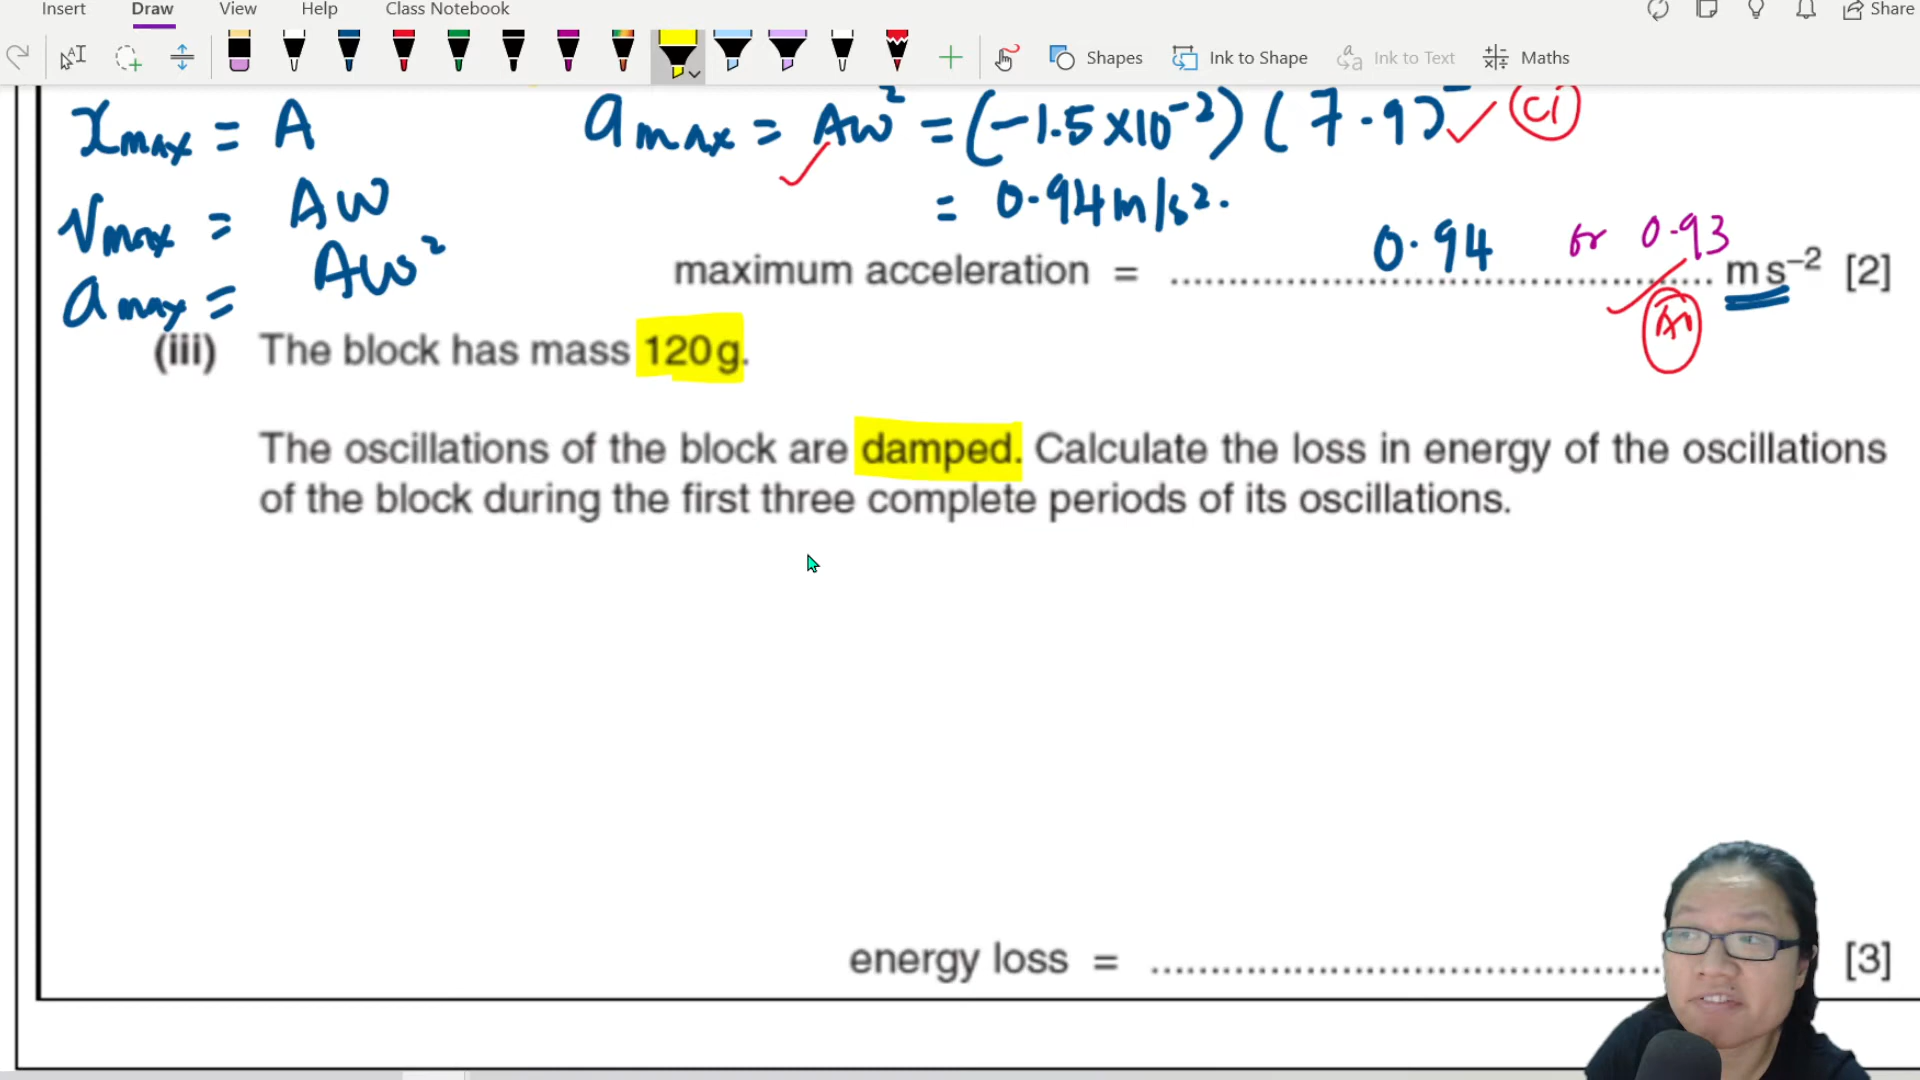 Insert Draw View Help Class Notebook Share
Shapes Ink to Shape Ink to Text Maths
xmax = A
amax = Aω² = (-1.5×10⁻²)(7.9)² C1
vmax = Aω
= 0.94 m/s².
amax = Aω²
0.94 or 0.93
maximum acceleration = ................................................ m s⁻² [2]
A1
(iii) The block has mass 120 g.
The oscillations of the block are damped. Calculate the loss in energy of the oscillations
of the block during the first three complete periods of its oscillations.
energy loss = ............................................. [3]